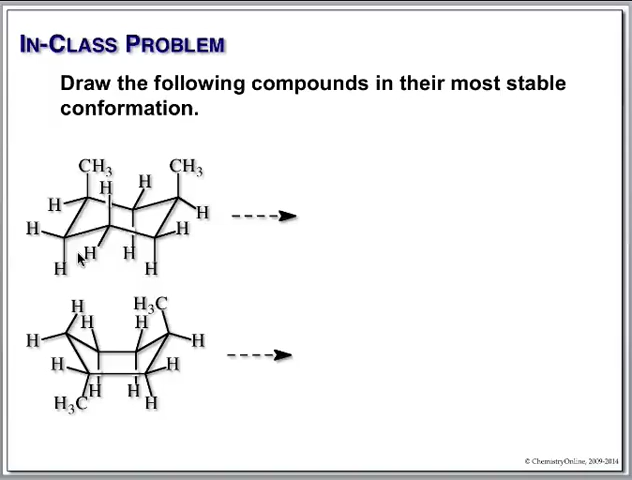 IN-CLASS PROBLEM
Draw the following compounds in their most stable
conformation.
CH3 CH3
H H
H H
H H
H H
H H
H H3C
H H
H H
H H
H H
H3C H
© ChemistryOnline, 2009-2014